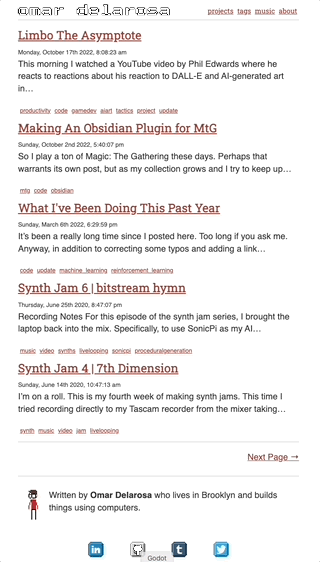 omar delarosa
projects tags music about
Limbo The Asymptote
Monday, October 17th 2022, 8:08:23 am
This morning I watched a YouTube video by Phil Edwards where he
reacts to reactions about his reaction to DALL-E and AI-generated art
in…
productivity code gamedev aiart tactics project update
Making An Obsidian Plugin for MtG
Sunday, October 2nd 2022, 5:40:07 pm
So I play a ton of Magic: The Gathering these days. Perhaps that
warrants its own post, but as my collection grows and I try to keep up…
mtg code obsidian
What I've Been Doing This Past Year
Sunday, March 6th 2022, 6:29:59 pm
It's been a really long time since I posted here. Too long if you ask me.
Anyway, in addition to correcting some typos and adding a link…
code update machine_learning reinforcement_learning
Synth Jam 6 | bitstream hymn
Thursday, June 25th 2020, 8:47:07 pm
Recording Notes For this episode of the synth jam series, I brought the
laptop back into the mix. Specifically, to use SonicPi as my AI…
music video synths livelooping sonicpi proceduralgeneration
Synth Jam 4 | 7th Dimension
Sunday, June 14th 2020, 10:47:13 am
I'm on a roll. This is my fourth week of making synth jams. This time I
tried recording directly to my Tascam recorder from the mixer taking…
synth music video jam livelooping
Next Page →
Written by Omar Delarosa who lives in Brooklyn and builds
things using computers.
Godot